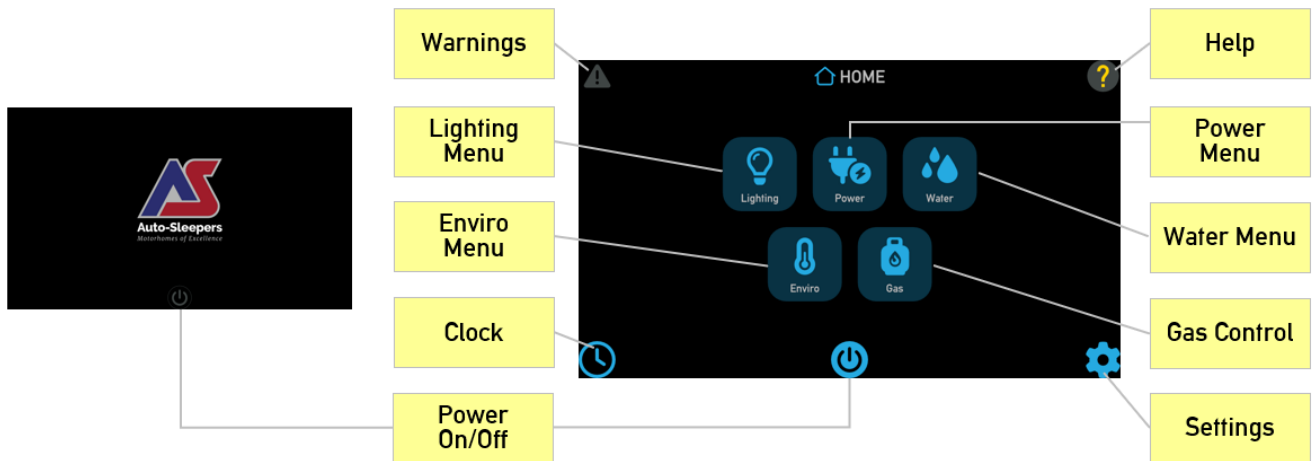 Warnings
Help
HOME
?
Lighting
Menu
Power
Menu
Lighting
Power
Water
AS
Auto-Sleepers
Motorhomes of Excellence
Enviro
Menu
Water Menu
Enviro
Gas
Clock
Gas Control
Power
On/Off
Settings